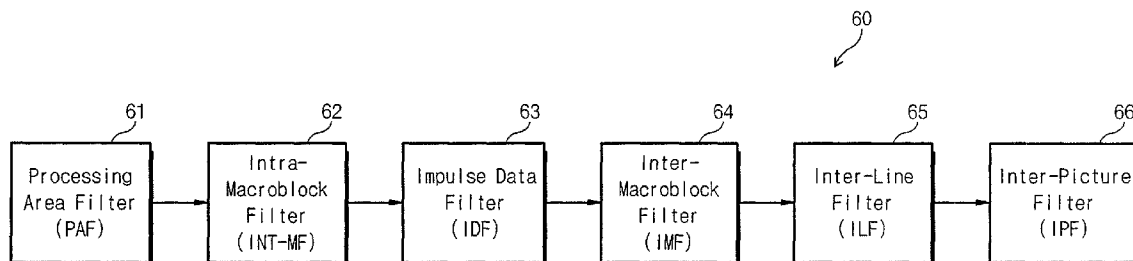 60
61
62
63
64
65
66
Processing
Area Filter
(PAF)
Intra-
Macroblock
Filter
(INT-MF)
Impulse Data
Filter
(IDF)
Inter-
Macroblock
Filter
(IMF)
Inter-Line
Filter
(ILF)
Inter-Picture
Filter
(IPF)